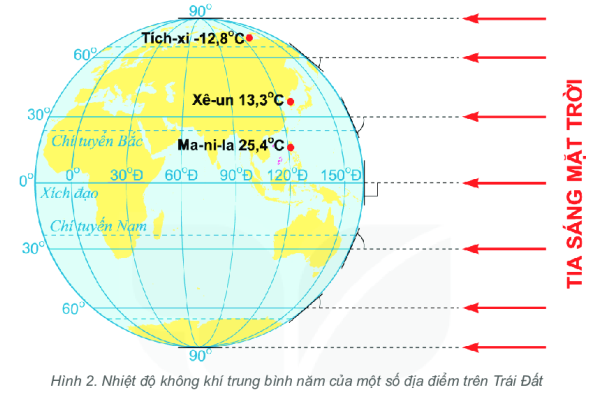 90°
Tích-xi -12,8°C
60°
Xê-un 13,3°C
30°
Chí tuyến Bắc
Ma-ni-la 25,4°C
0° 30°Đ 60°Đ 90°Đ 120°Đ 150°Đ
0°
Xích đạo
Chí tuyến Nam
30°
60°
90°
TIA SÁNG MẶT TRỜI
Hình 2. Nhiệt độ không khí trung bình năm của một số địa điểm trên Trái Đất